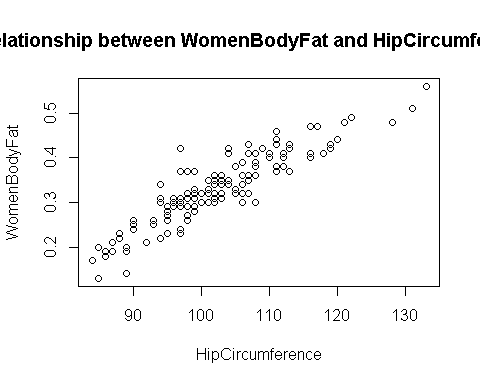 elationship between WomenBodyFat and HipCircumfe
0.5
0.4
0.3
0.2
WomenBodyFat
90 100 110 120 130
HipCircumference